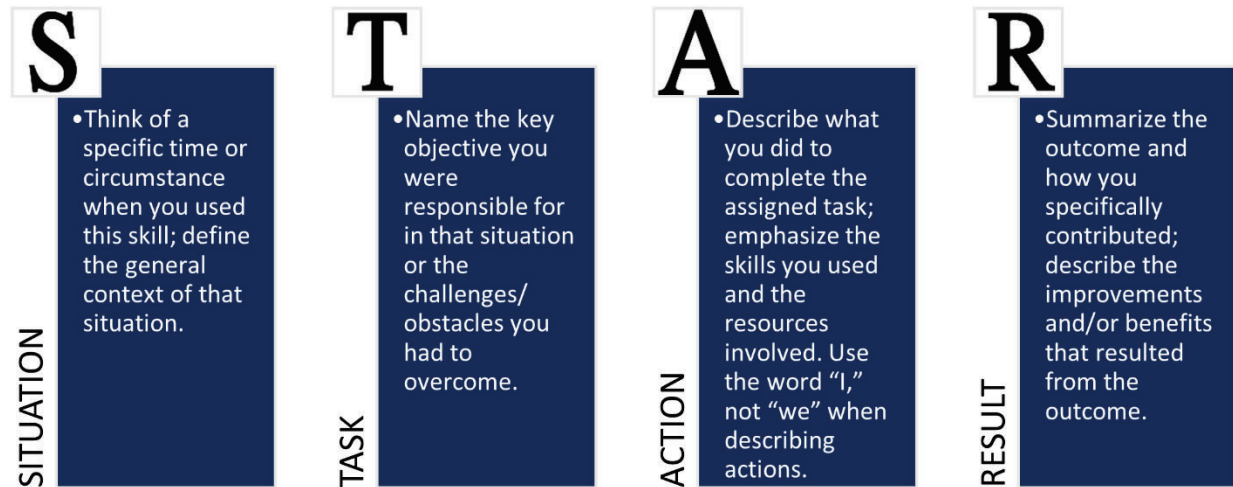 S
SITUATION
•Think of a
specific time or
circumstance
when you used
this skill; define
the general
context of that
situation.
T
TASK
•Name the key
objective you
were
responsible for
in that situation
or the
challenges/
obstacles you
had to
overcome.
A
ACTION
•Describe what
you did to
complete the
assigned task;
emphasize the
skills you used
and the
resources
involved. Use
the word “I,”
not “we” when
describing
actions.
R
RESULT
•Summarize the
outcome and
how you
specifically
contributed;
describe the
improvements
and/or benefits
that resulted
from the
outcome.